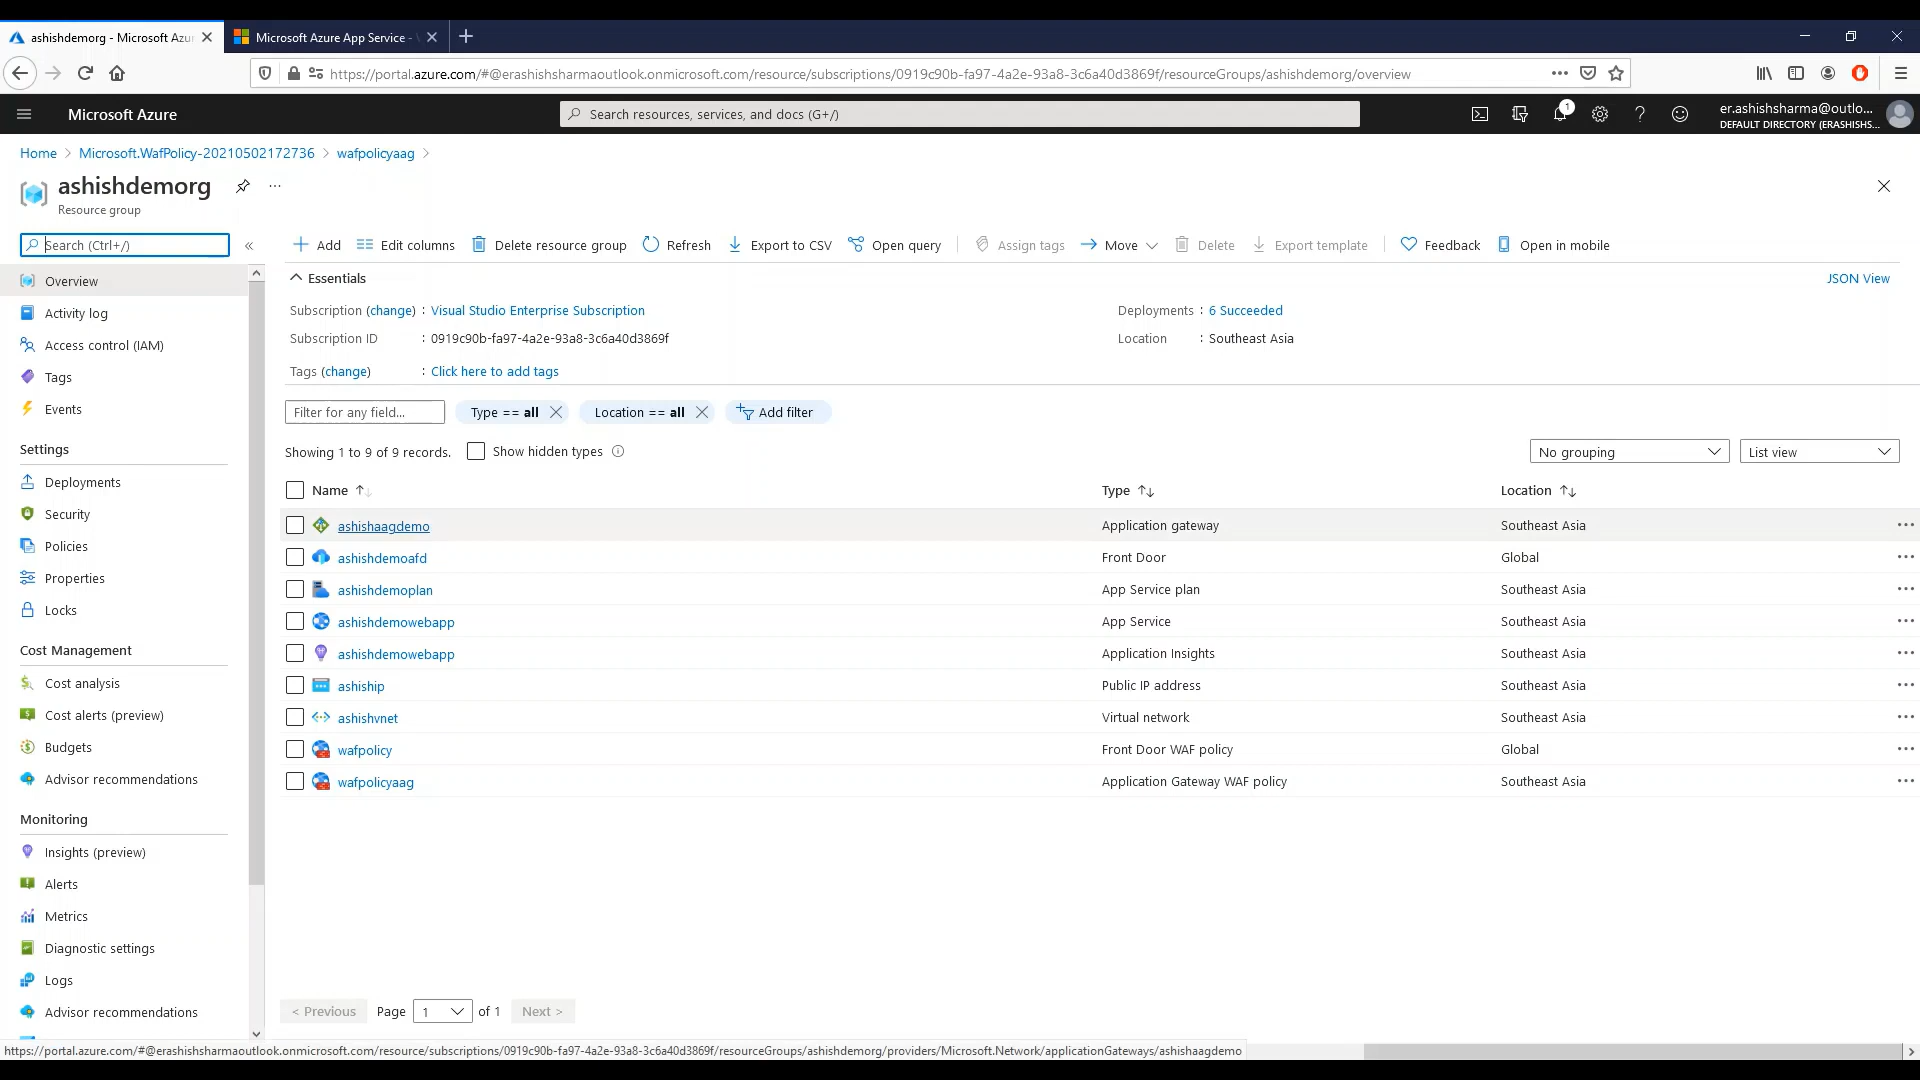 ashishdemorg - Microsoft Azur
Microsoft Azure App Service -
https://portal.azure.com/#@erashishsharmaoutlook.onmicrosoft.com/resource/subscriptions/0919c90b-fa97-4a2e-93a8-3c6a40d3869f/resourceGroups/ashishdemorg/overview
Microsoft Azure
Search resources, services, and docs (G+/)
1
er.ashishsharma@outlo...
DEFAULT DIRECTORY (ERASHISHS...
Home > Microsoft.WafPolicy-20210502172736 > wafpolicyaag >
ashishdemorg
Resource group
Search (Ctrl+/)
Add
Edit columns
Delete resource group
Refresh
Export to CSV
Open query
Assign tags
Move
Delete
Export template
Feedback
Open in mobile
Essentials
JSON View
Subscription (change) : Visual Studio Enterprise Subscription
Deployments : 6 Succeeded
Subscription ID : 0919c90b-fa97-4a2e-93a8-3c6a40d3869f
Location : Southeast Asia
Tags (change) : Click here to add tags
Filter for any field...
Type == all
Location == all
Add filter
Showing 1 to 9 of 9 records.
Show hidden types
No grouping
List view
Name Type Location
ashishaagdemo Application gateway Southeast Asia
ashishdemoafd Front Door Global
ashishdemoplan App Service plan Southeast Asia
ashishdemowebapp App Service Southeast Asia
ashishdemowebapp Application Insights Southeast Asia
ashiship Public IP address Southeast Asia
ashishvnet Virtual network Southeast Asia
wafpolicy Front Door WAF policy Global
wafpolicyaag Application Gateway WAF policy Southeast Asia
Overview
Activity log
Access control (IAM)
Tags
Events
Settings
Deployments
Security
Policies
Properties
Locks
Cost Management
Cost analysis
Cost alerts (preview)
Budgets
Advisor recommendations
Monitoring
Insights (preview)
Alerts
Metrics
Diagnostic settings
Logs
Advisor recommendations
< Previous Page 1 of 1 Next >
https://portal.azure.com/#@erashishsharmaoutlook.onmicrosoft.com/resource/subscriptions/0919c90b-fa97-4a2e-93a8-3c6a40d3869f/resourceGroups/ashishdemorg/providers/Microsoft.Network/applicationGateways/ashishaagdemo